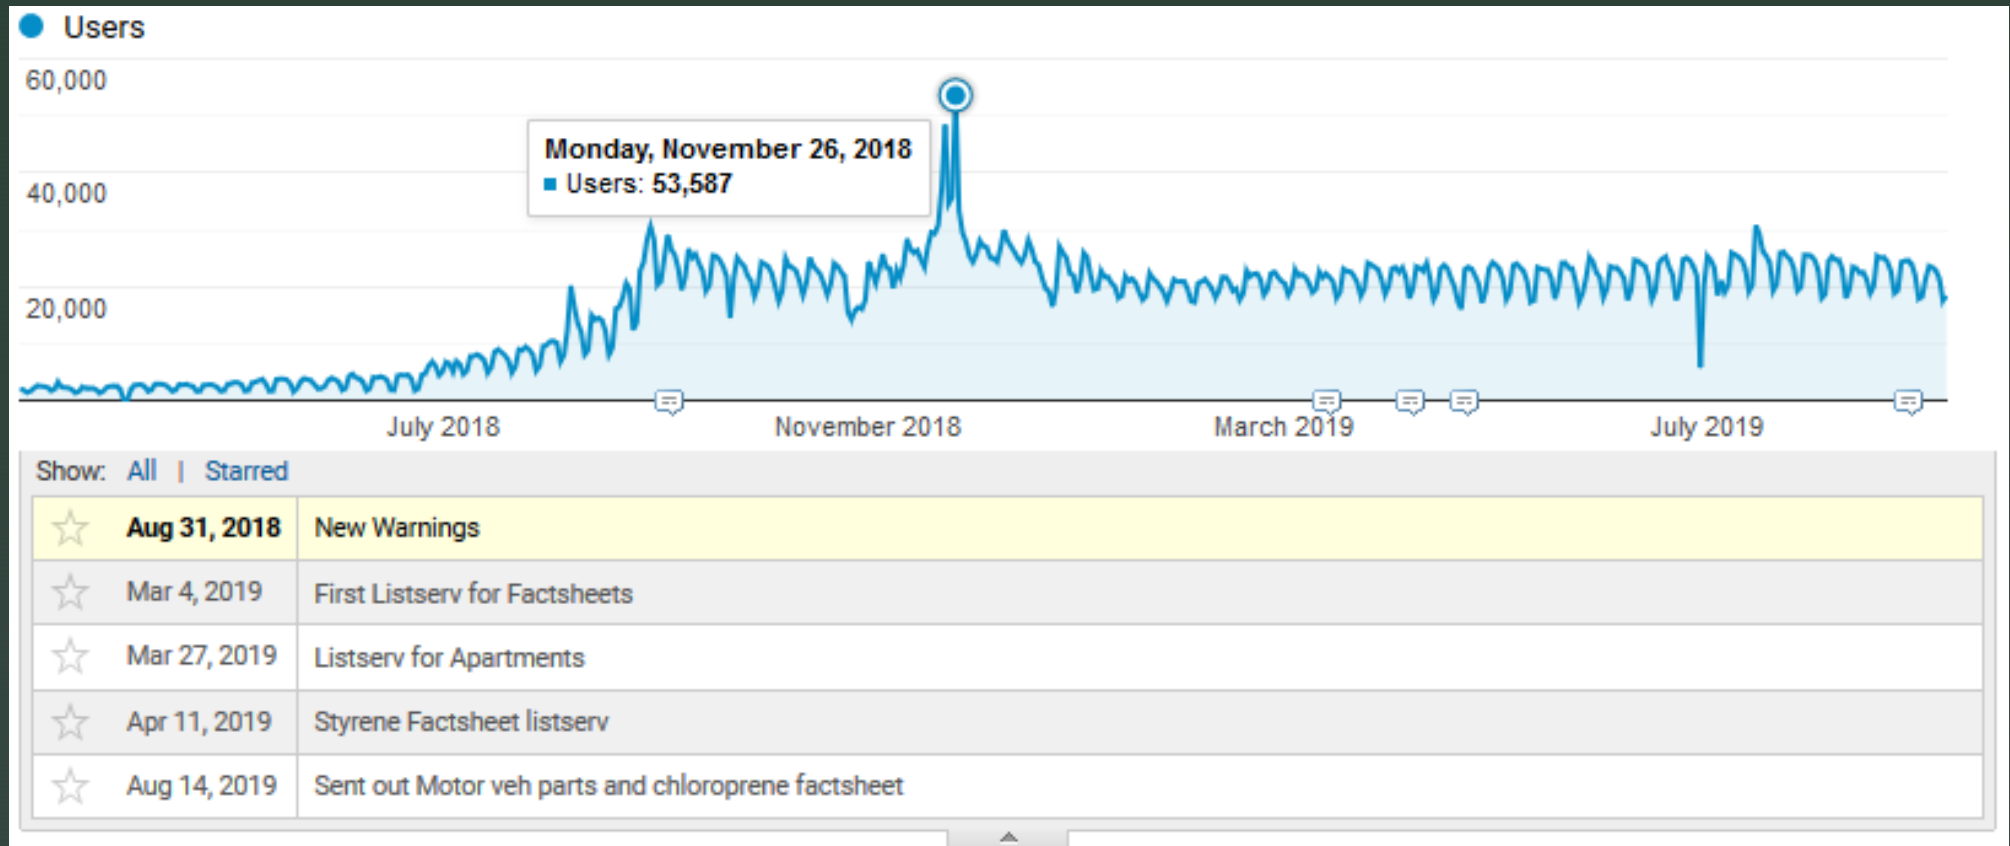 Users
60,000
Monday, November 26, 2018
Users: 53,587
40,000
20,000
July 2018 November 2018 March 2019 July 2019
Show: All | Starred
Aug 31, 2018 New Warnings
Mar 4, 2019 First Listserv for Factsheets
Mar 27, 2019 Listserv for Apartments
Apr 11, 2019 Styrene Factsheet listserv
Aug 14, 2019 Sent out Motor veh parts and chloroprene factsheet